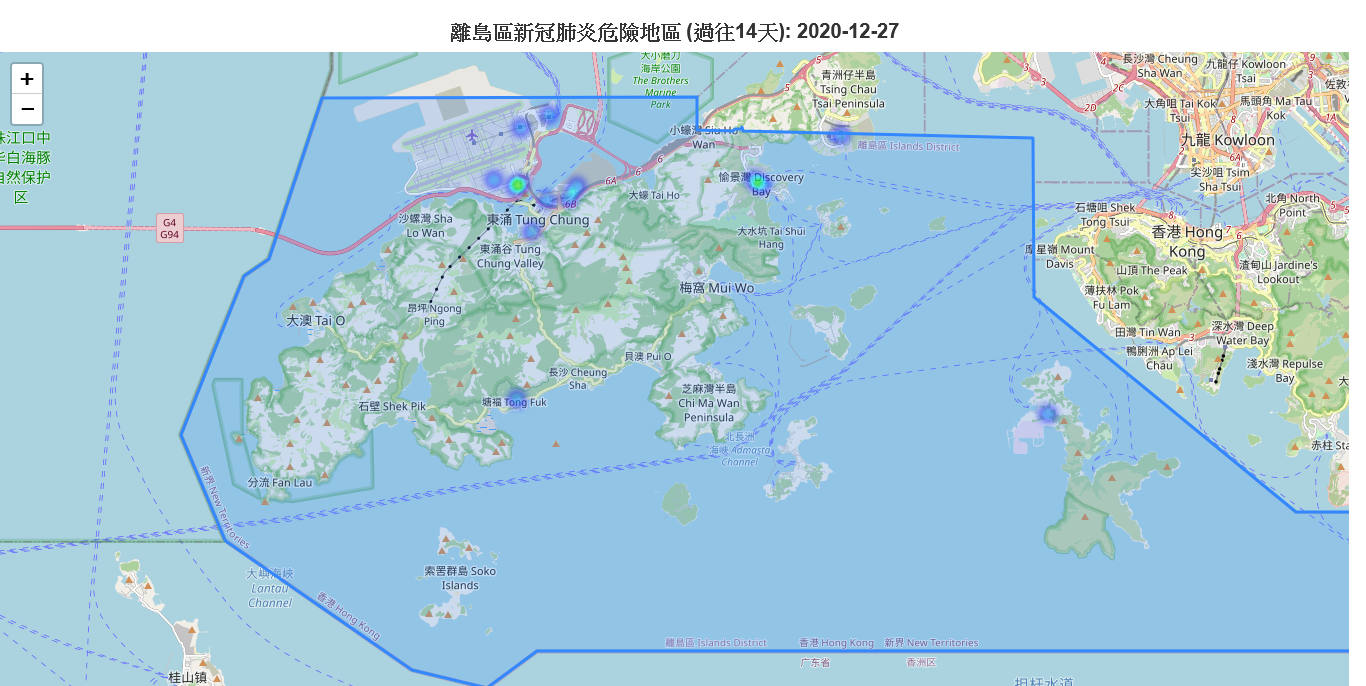 離島區新冠肺炎危險地區 (過往14天): 2020-12-27
+
−
珠江口中
华白海豚
自然保护
区
G4
G94
大小磨刀
海岸公園
The Brothers
Marine
Park
青洲仔半島
Tsing Chau
Tsai Peninsula
長沙灣 Cheung
Sha Wan
九龍仔 Kowloon
Tsai
大角咀 Tai Kok
Tsui
馬頭角 Ma Tau
Kok
九龍 Kowloon
尖沙咀 Tsim
Sha Tsui
3
3
2D
2C
9
6A
小蠔灣 Siu Ho
Wan
離島區 Islands District
愉景灣 Discovery
Bay
6
6A
6B
大蠔 Tai Ho
沙螺灣 Sha
Lo Wan
東涌 Tung Chung
東涌谷 Tung
Chung Valley
大水坑 Tai Shui
Hang
石塘咀 Shek
Tong Tsui
北角 North
Point
香港 Hong
Kong
摩星嶺 Mount
Davis
山頂 The Peak
渣甸山 Jardine's
Lookout
薄扶林 Pok
Fu Lam
梅窩 Mui Wo
昂坪 Ngong
Ping
大澳 Tai O
田灣 Tin Wan
深水灣 Deep
Water Bay
鴨脷洲 Ap Lei
Chau
淺水灣 Repulse
Bay
貝澳 Pui O
長沙 Cheung
Sha
石壁 Shek Pik
塘福 Tong Fuk
芝麻灣半島
Chi Ma Wan
Peninsula
北長洲
海峽 Adamasta
Channel
赤柱 Sta
分流 Fan Lau
新界 New Territories
索罟群島 Soko
Islands
大嶼海峽
Lantau
Channel
香港 Hong Kong
離島區 Islands District
香港 Hong Kong
新界 New Territories
广东省
香洲区
桂山镇
担杆水道